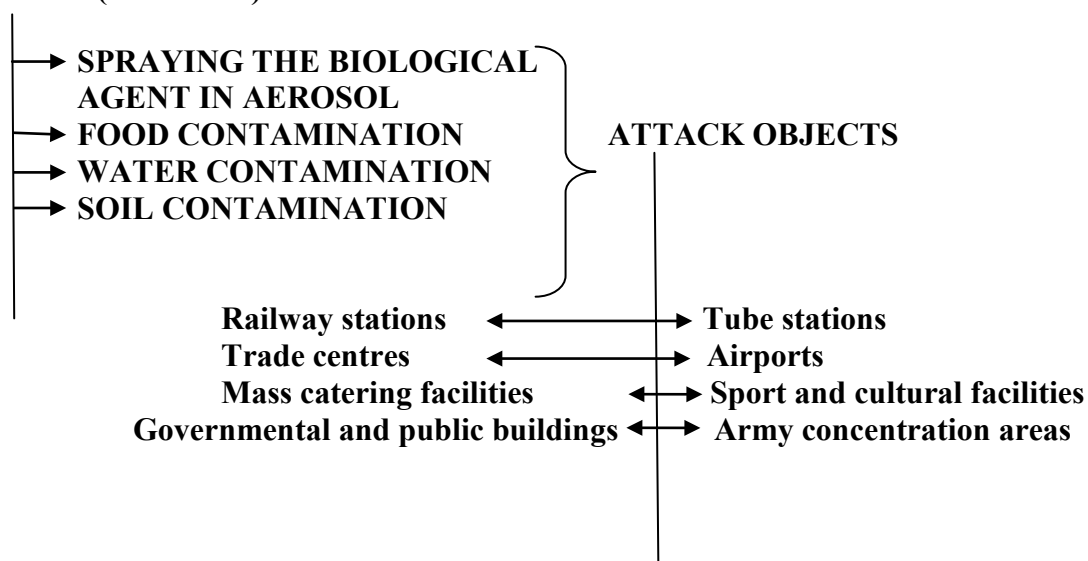 SPRAYING THE BIOLOGICAL
AGENT IN AEROSOL
FOOD CONTAMINATION
WATER CONTAMINATION
SOIL CONTAMINATION
ATTACK OBJECTS
Railway stations Tube stations
Trade centres Airports
Mass catering facilities Sport and cultural facilities
Governmental and public buildings Army concentration areas